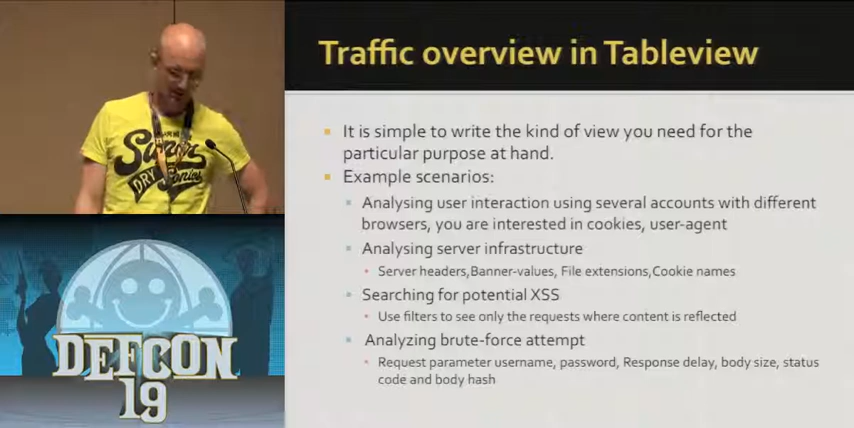 Traffic overview in Tableview
It is simple to write the kind of view you need for the
particular purpose at hand.
Example scenarios:
Analysing user interaction using several accounts with different
browsers, you are interested in cookies, user-agent
Analysing server infrastructure
Server headers,Banner-values, File extensions,Cookie names
Searching for potential XSS
Use filters to see only the requests where content is reflected
Analyzing brute-force attempt
Request parameter username, password, Response delay, body size, status
code and body hash
DRY
DEFCON
19